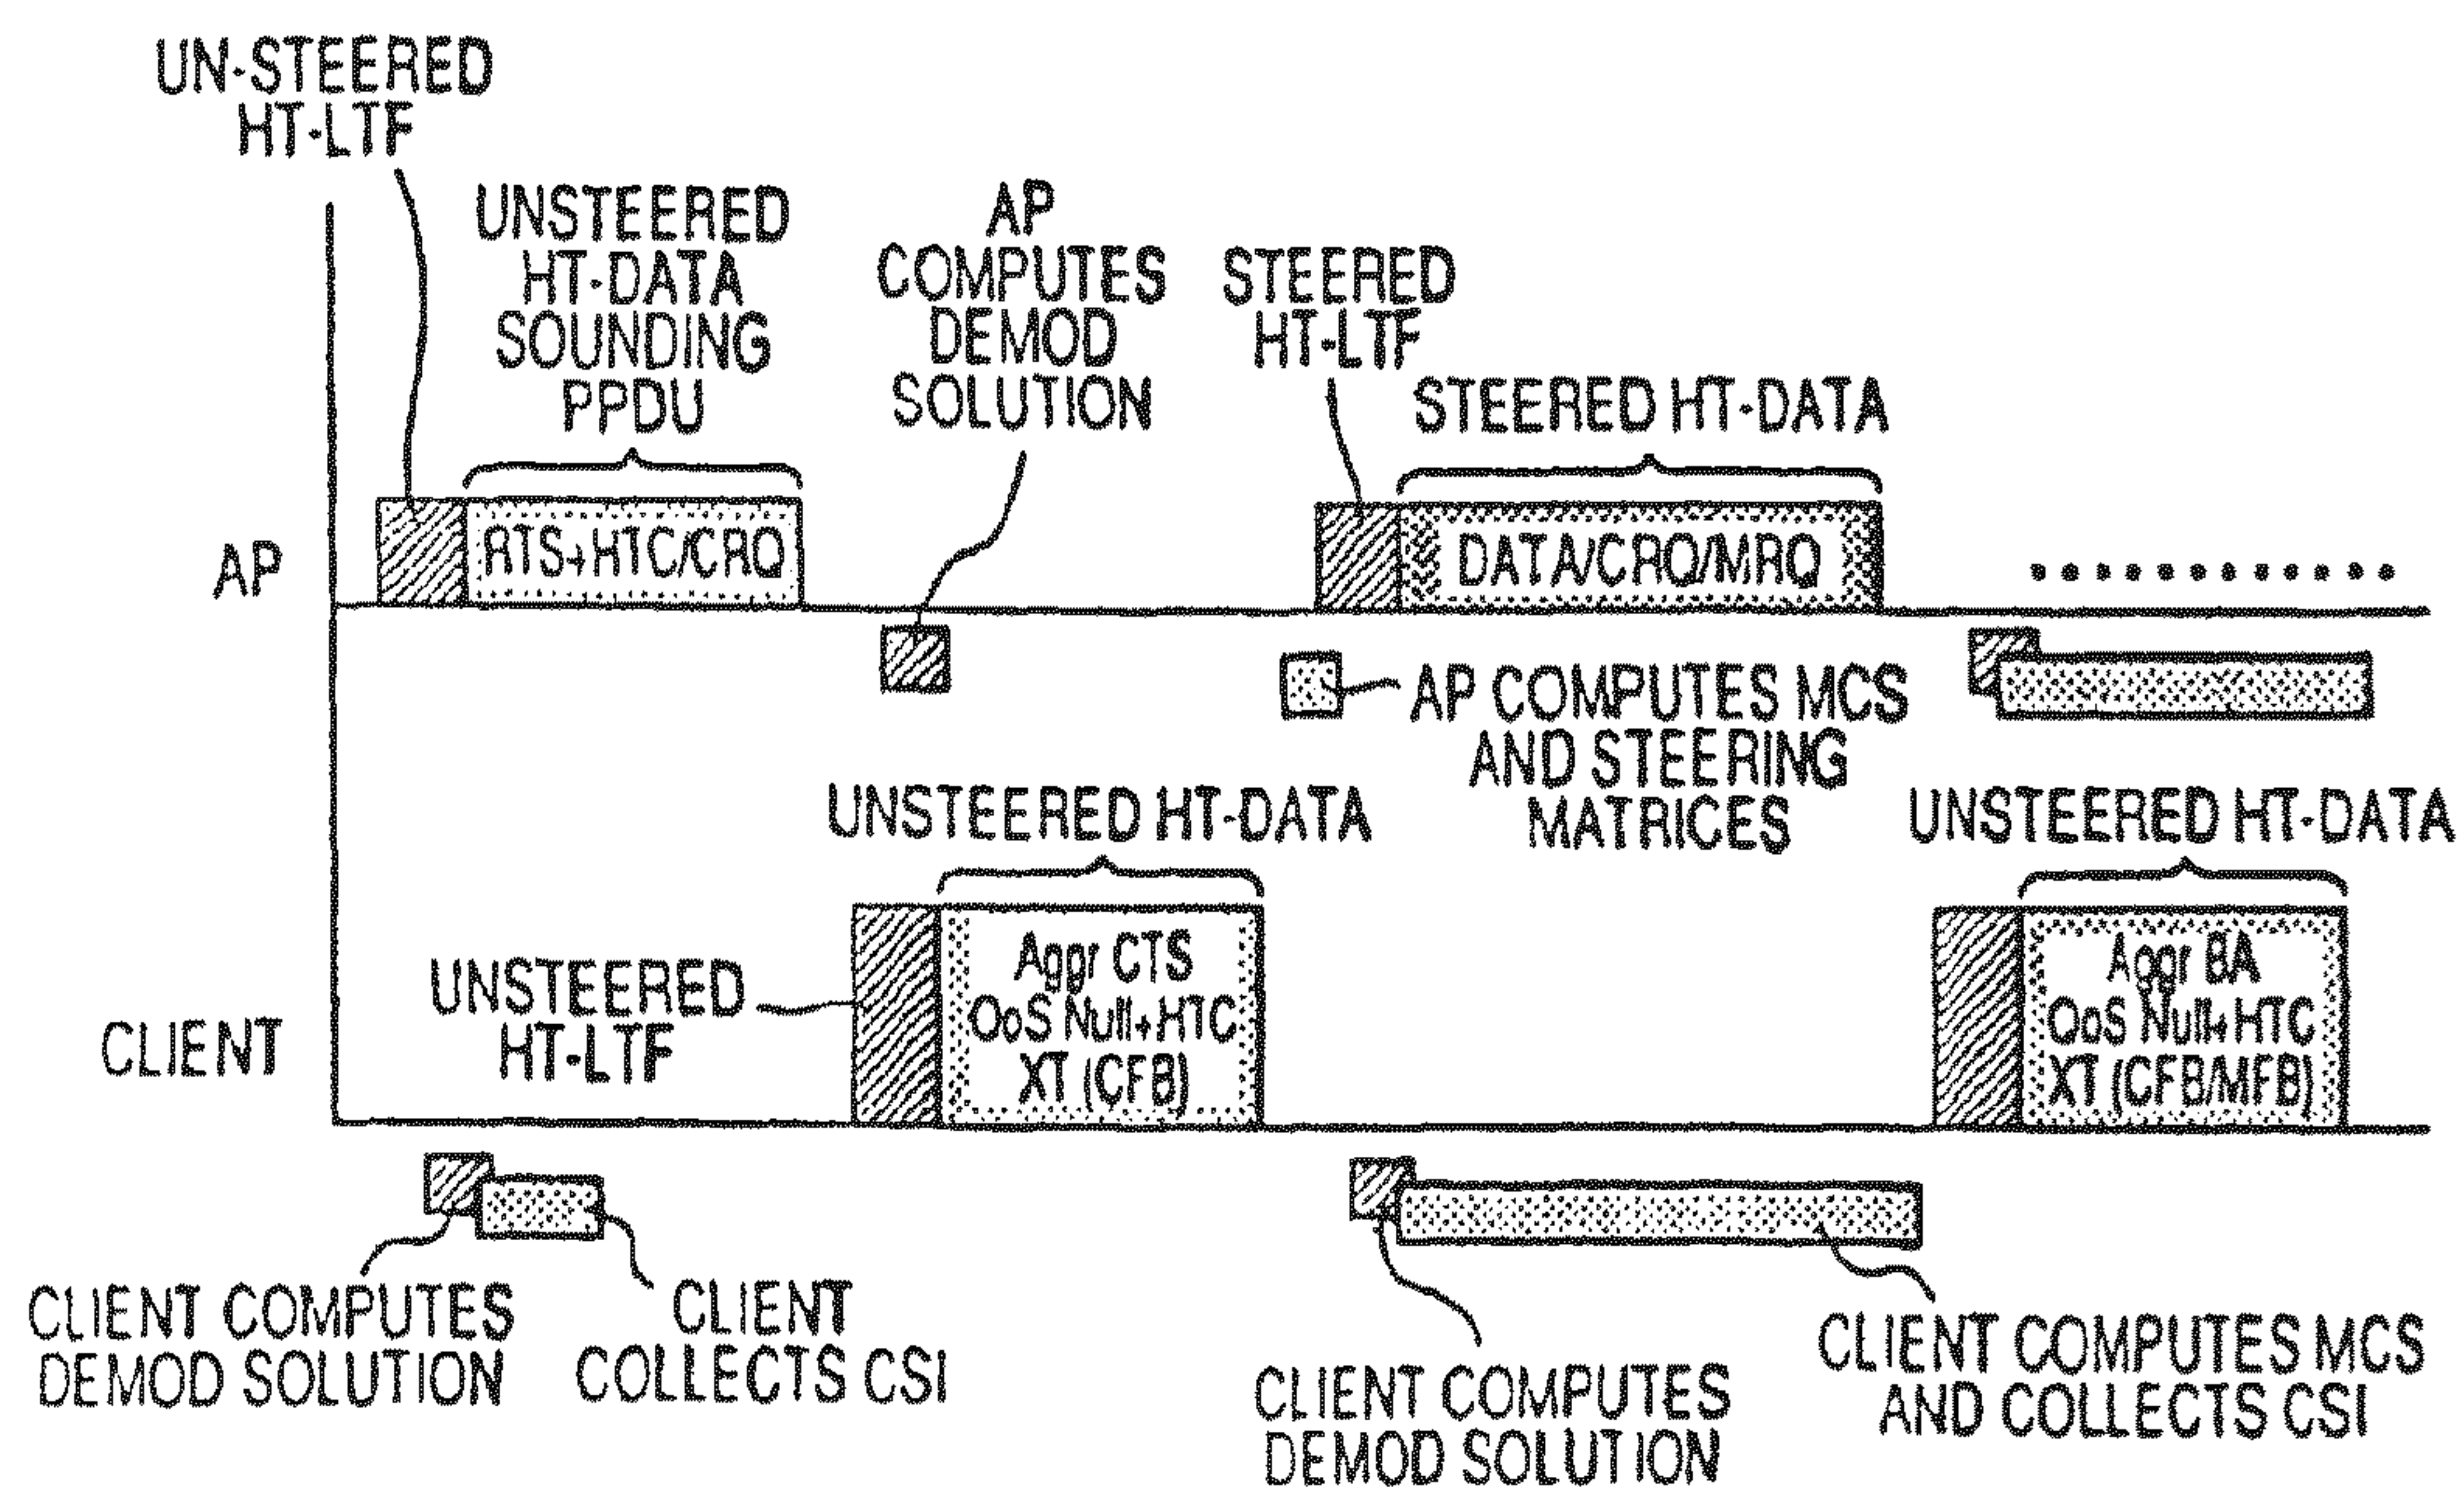 UN-STEERED
HT-LTF
UNSTEERED
HT-DATA
SOUNDING
PPDU
AP
COMPUTES
DEMOD
SOLUTION
STEERED
HT-LTF
STEERED HT-DATA
AP
RTS+HTC/CRQ
DATA/CRQ/MRQ
AP COMPUTES MCS
AND STEERING
MATRICES
UNSTEERED HT-DATA
UNSTEERED HT-DATA
CLIENT
UNSTEERED
HT-LTF
Aggr CTS
QoS Null+HTC
XT (CFB)
Aggr BA
QoS Null+HTC
XT (CFB/MFB)
CLIENT COMPUTES
DEMOD SOLUTION
CLIENT
COLLECTS CSI
CLIENT COMPUTES
DEMOD SOLUTION
CLIENT COMPUTES MCS
AND COLLECTS CSI